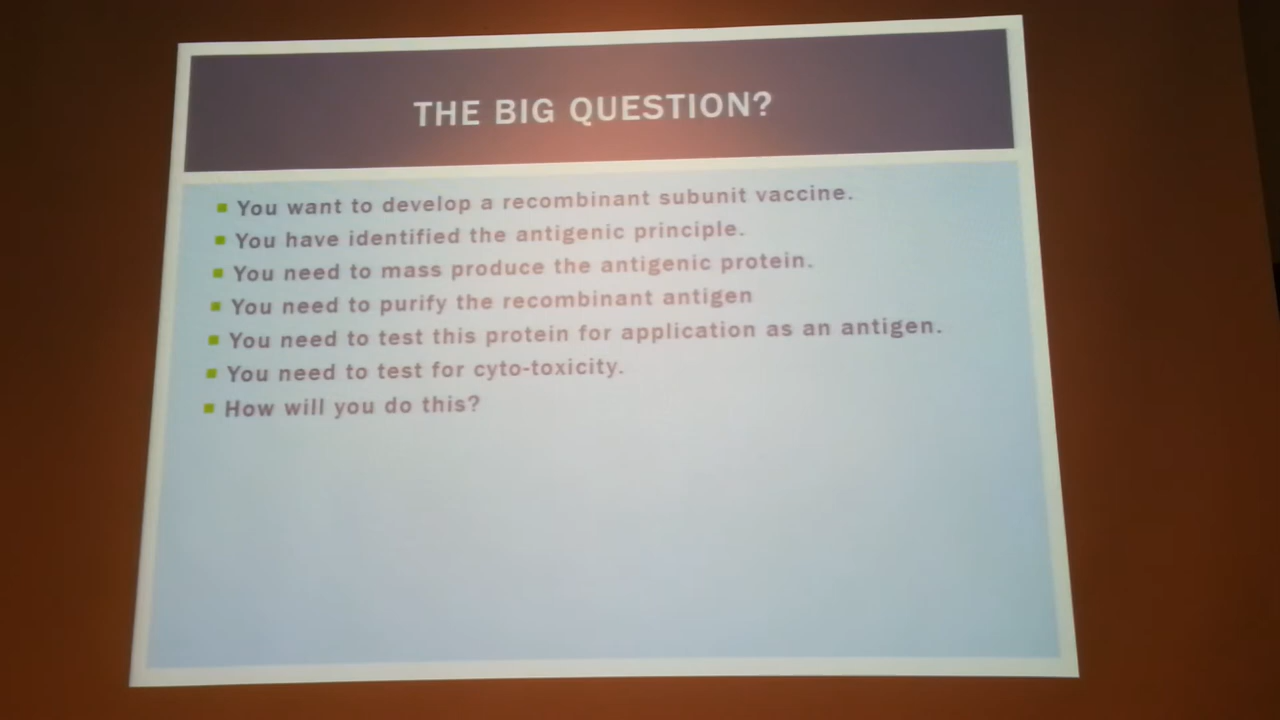 THE BIG QUESTION?
You want to develop a recombinant subunit vaccine.
You have identified the antigenic principle.
You need to mass produce the antigenic protein.
You need to purify the recombinant antigen
You need to test this protein for application as an antigen.
You need to test for cyto-toxicity.
How will you do this?